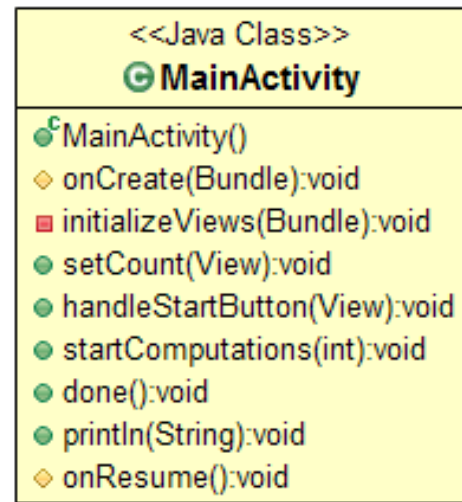 <<Java Class>>
C MainActivity
C MainActivity()
onCreate(Bundle):void
initializeViews(Bundle):void
setCount(View):void
handleStartButton(View):void
startComputations(int):void
done():void
println(String):void
onResume():void